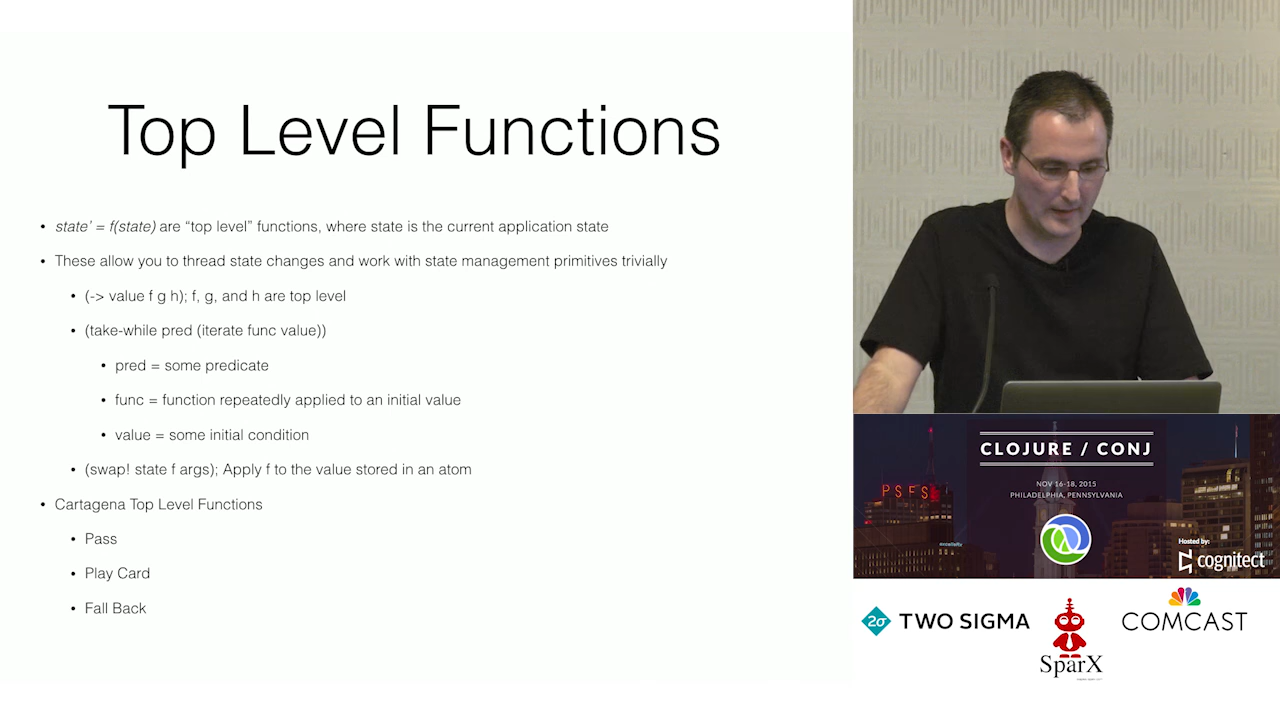 Top Level Functions
• state' = f(state) are “top level” functions, where state is the current application state
• These allow you to thread state changes and work with state management primitives trivially
• (-> value f g h); f, g, and h are top level
• (take-while pred (iterate func value))
• pred = some predicate
• func = function repeatedly applied to an initial value
• value = some initial condition
• (swap! state f args); Apply f to the value stored in an atom
• Cartagena Top Level Functions
• Pass
• Play Card
• Fall Back
CLOJURE / CONJ
NOV 16-18, 2015
PHILADELPHIA, PENNSYLVANIA
PSFS
Hosted by:
cognitect
2σ TWO SIGMA
COMCAST
SparX